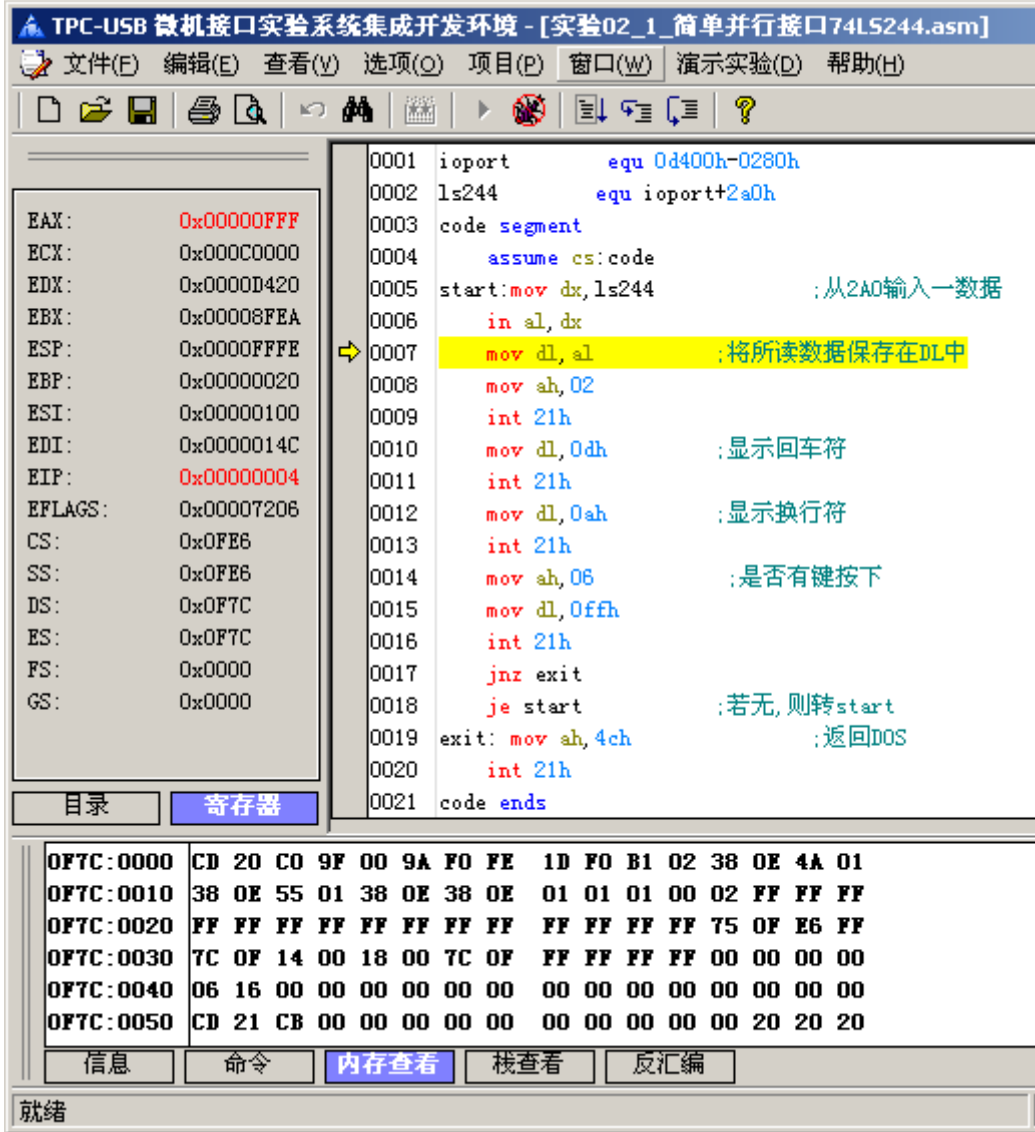 TPC-USB 微机接口实验系统集成开发环境 - [实验02_1_简单并行接口74LS244.asm]
文件(F) 编辑(E) 查看(V) 选项(O) 项目(P) 窗口(W) 演示实验(D) 帮助(H)
EAX: 0x00000FFF
ECX: 0x000C0000
EDX: 0x0000D420
EBX: 0x00008FEA
ESP: 0x0000FFFE
EBP: 0x00000020
ESI: 0x00000100
EDI: 0x0000014C
EIP: 0x00000004
EFLAGS: 0x00007206
CS: 0x0FE6
SS: 0x0FE6
DS: 0x0F7C
ES: 0x0F7C
FS: 0x0000
GS: 0x0000
目录 寄存器
0001 ioport equ 0d400h-0280h
0002 ls244 equ ioport+2a0h
0003 code segment
0004 assume cs:code
0005 start:mov dx,ls244 ;从2A0输入一数据
0006 in al,dx
0007 mov dl,al ;将所读数据保存在DL中
0008 mov ah,02
0009 int 21h
0010 mov dl,0dh ;显示回车符
0011 int 21h
0012 mov dl,0ah ;显示换行符
0013 int 21h
0014 mov ah,06 ;是否有键按下
0015 mov dl,0ffh
0016 int 21h
0017 jnz exit
0018 je start ;若无,则转start
0019 exit: mov ah,4ch ;返回DOS
0020 int 21h
0021 code ends
0F7C:0000 CD 20 C0 9F 00 9A F0 FE 1D F0 B1 02 38 0E 4A 01
0F7C:0010 38 0E 55 01 38 0E 38 0E 01 01 01 00 02 FF FF FF
0F7C:0020 FF FF FF FF FF FF FF FF FF FF FF FF 75 0F E6 FF
0F7C:0030 7C 0F 14 00 18 00 7C 0F FF FF FF FF 00 00 00 00
0F7C:0040 06 16 00 00 00 00 00 00 00 00 00 00 00 00 00 00
0F7C:0050 CD 21 CB 00 00 00 00 00 00 00 00 00 00 20 20 20
信息 命令 内存查看 栈查看 反汇编
就绪